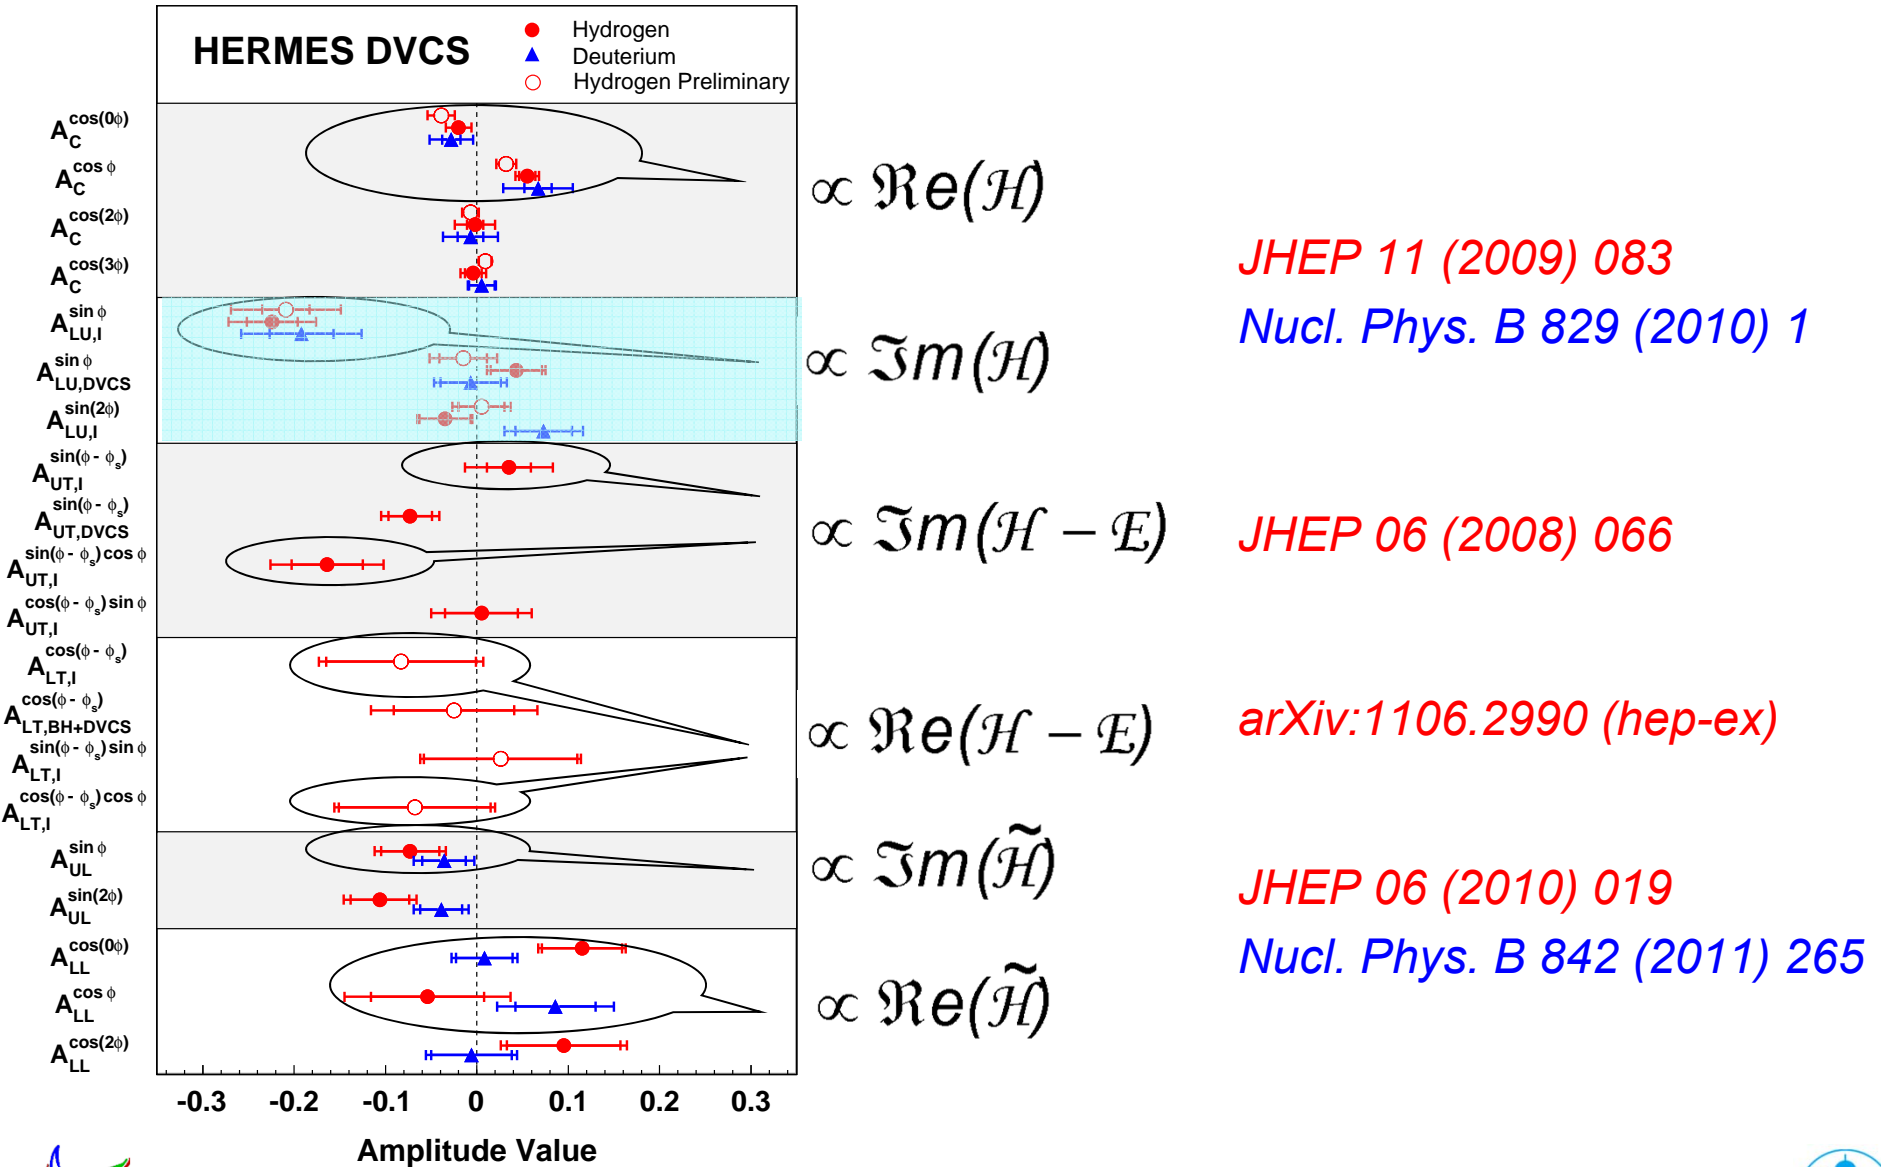 HERMES DVCS
Hydrogen
Deuterium
Hydrogen Preliminary
A_C^cos(0ϕ)
A_C^cos ϕ
A_C^cos(2ϕ)
A_C^cos(3ϕ)
A_LU,I^sin ϕ
A_LU,DVCS^sin ϕ
A_LU,I^sin(2ϕ)
A_UT,I^sin(ϕ - ϕ_s)
A_UT,DVCS^sin(ϕ - ϕ_s)
A_UT,I^sin(ϕ - ϕ_s) cos ϕ
A_UT,I^cos(ϕ - ϕ_s) sin ϕ
A_LT,I^cos(ϕ - ϕ_s)
A_LT,BH+DVCS^cos(ϕ - ϕ_s)
A_LT,I^sin(ϕ - ϕ_s) sin ϕ
A_LT,I^cos(ϕ - ϕ_s) cos ϕ
A_UL^sin ϕ
A_UL^sin(2ϕ)
A_LL^cos(0ϕ)
A_LL^cos ϕ
A_LL^cos(2ϕ)
-0.3 -0.2 -0.1 0 0.1 0.2 0.3
Amplitude Value
∝ ℜe(ℋ)
∝ ℑm(ℋ)
∝ ℑm(ℋ – ℰ)
∝ ℜe(ℋ – ℰ)
∝ ℑm(ℋ̃)
∝ ℜe(ℋ̃)
JHEP 11 (2009) 083
Nucl. Phys. B 829 (2010) 1
JHEP 06 (2008) 066
arXiv:1106.2990 (hep-ex)
JHEP 06 (2010) 019
Nucl. Phys. B 842 (2011) 265